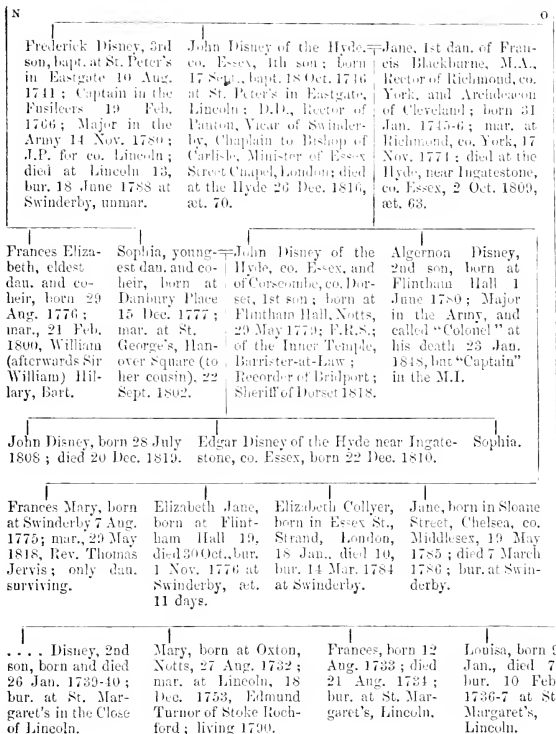 N
O
Frederick Disney, 3rd
son, bapt. at St. Peter's
in Eastgate 10 Aug.
1741 ; Captain in the
Fusileers 19 Feb.
1766 ; Major in the
Army 14 Nov. 1780 ;
J.P. for co. Lincoln ;
died at Lincoln 13,
bur. 18 June 1788 at
Swinderby, unmar.
John Disney of the Hyde,=
co. Essex, 4th son ; born
17 Sept., bapt. 18 Oct. 1746
at St. Peter's in Eastgate,
Lincoln ; D.D., Rector of
Panton, Vicar of Swinder-
by, Chaplain to Bishop of
Carlisle, Minister of Essex
Street Chapel, London; died
at the Hyde 26 Dec. 1816,
æt. 70.
Jane, 1st dau. of Fran-
cis Blackburne, M.A.,
Rector of Richmond, co.
York, and Archdeacon
of Cleveland ; born 31
Jan. 1745-6 ; mar. at
Richmond, co. York, 17
Nov. 1774 ; died at the
Hyde, near Ingatestone,
co. Essex, 2 Oct. 1809,
æt. 63.
Frances Eliza-
beth, eldest
dau. and co-
heir, born 29
Aug. 1776 ;
mar., 21 Feb.
1800, William
(afterwards Sir
William) Hil-
lary, Bart.
Sophia, young-=
est dau. and co-
heir, born at
Danbury Place
15 Dec. 1777 ;
mar. at St.
George's, Han-
over Square (to
her cousin), 22
Sept. 1802.
John Disney of the
Hyde, co. Essex, and
of Corscombe, co. Dor-
set, 1st son ; born at
Flintham Hall, Notts,
29 May 1779 ; F.R.S.;
of the Inner Temple,
Barrister-at-Law ;
Recorder of Bridport ;
Sheriff of Dorset 1818.
Algernon Disney,
2nd son, born at
Flintham Hall 1
June 1780 ; Major
in the Army, and
called "Colonel" at
his death 23 Jan.
1848, but "Captain"
in the M.I.
John Disney, born 28 July
1808 ; died 20 Dec. 1819.
Edgar Disney of the Hyde near Ingate-
stone, co. Essex, born 22 Dec. 1810.
Sophia.
Frances Mary, born
at Swinderby 7 Aug.
1775; mar., 29 May
1818, Rev. Thomas
Jervis ; only dau.
surviving.
Elizabeth Jane,
born at Flint-
ham Hall 19,
died 30 Oct., bur.
1 Nov. 1776 at
Swinderby, æt.
11 days.
Elizabeth Collyer,
born in Essex St.,
Strand, London,
18 Jan., died 10,
bur. 14 Mar. 1784
at Swinderby.
Jane, born in Sloane
Street, Chelsea, co.
Middlesex, 19 May
1785 ; died 7 March
1786 ; bur. at Swin-
derby.
.... Disney, 2nd
son, born and died
26 Jan. 1739-40 ;
bur. at St. Mar-
garet's in the Close
of Lincoln.
Mary, born at Oxton,
Notts, 27 Aug. 1732 ;
mar. at Lincoln, 18
Dec. 1753, Edmund
Turnor of Stoke Roch-
ford ; living 1790.
Frances, born 12
Aug. 1733 ; died
21 Aug. 1734 ;
bur. at St. Mar-
garet's, Lincoln.
Louisa, born 9
Jan., died 7
bur. 10 Feb
1736-7 at St
Margaret's,
Lincoln.